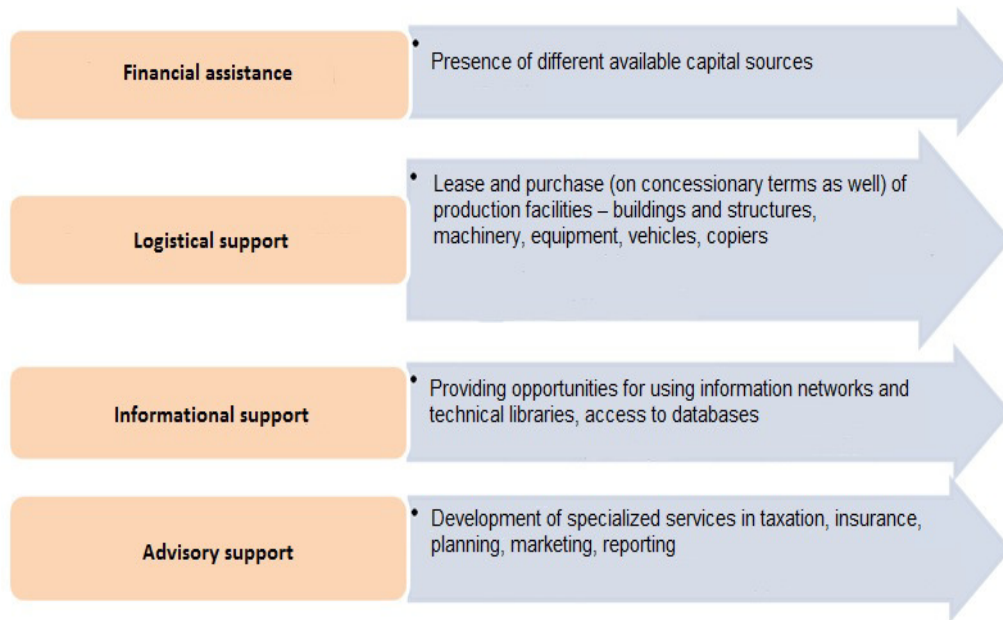 Financial assistance
• Presence of different available capital sources
Logistical support
• Lease and purchase (on concessionary terms as well) of
production facilities – buildings and structures,
machinery, equipment, vehicles, copiers
Informational support
• Providing opportunities for using information networks and
technical libraries, access to databases
Advisory support
• Development of specialized services in taxation, insurance,
planning, marketing, reporting